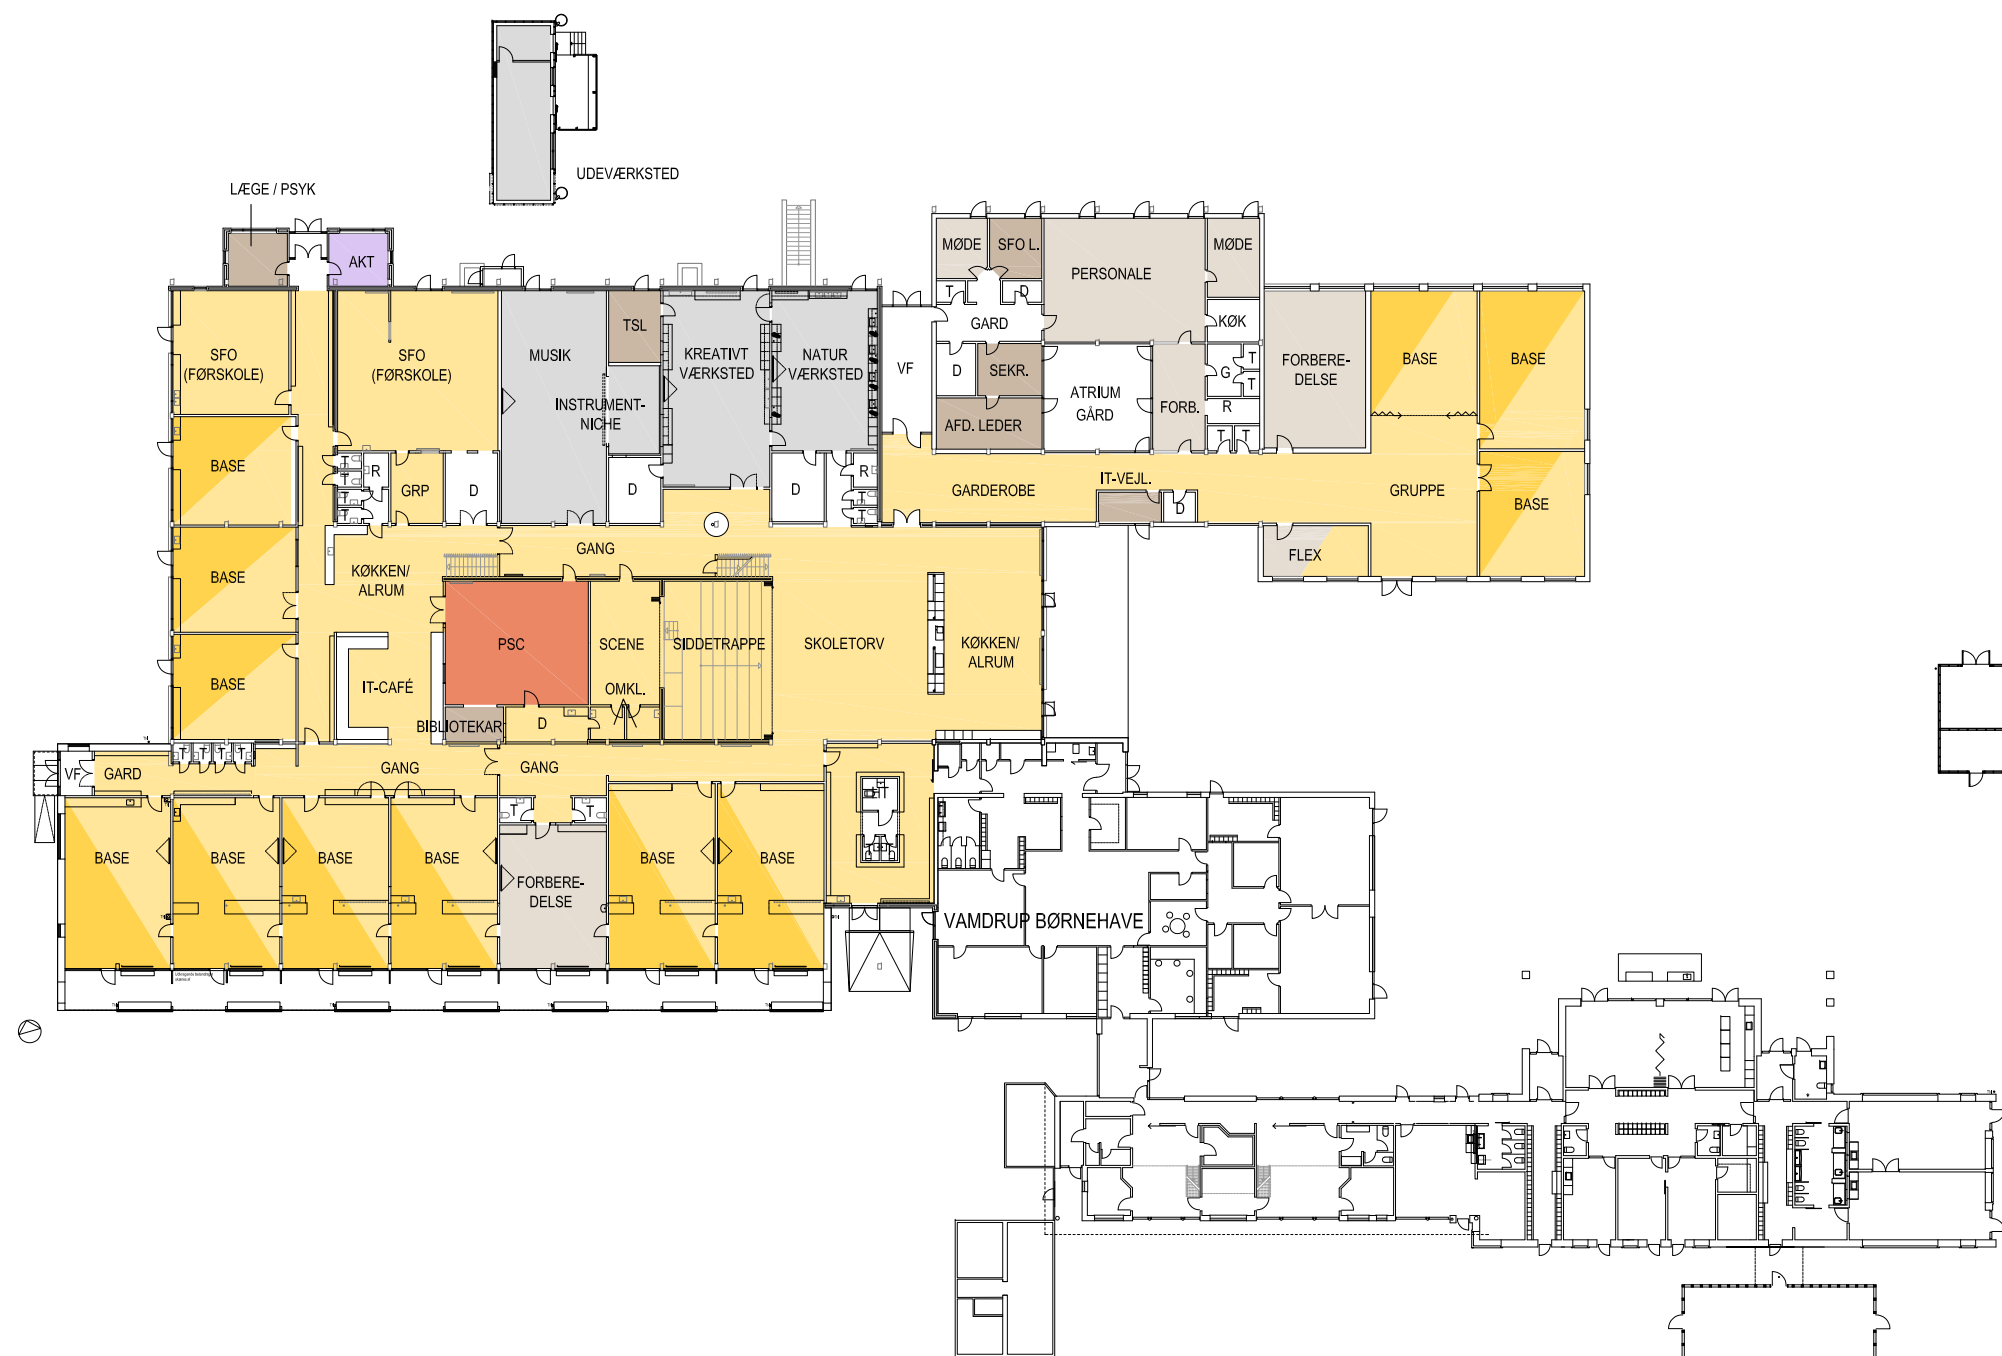 UDEVÆRKSTED
LÆGE / PSYK
AKT
MØDE
SFO L.
PERSONALE
MØDE
T
D
GARD
KØK
SFO
(FØRSKOLE)
SFO
(FØRSKOLE)
MUSIK
TSL
INSTRUMENT-
NICHE
KREATIVT
VÆRKSTED
NATUR
VÆRKSTED
VF
D
SEKR.
AFD. LEDER
ATRIUM
GÅRD
FORB.
G
T
T
R
T
T
FORBERE-
DELSE
BASE
BASE
BASE
T
R
T
T
T
GRP
D
D
D
R
T
T
GARDEROBE
IT-VEJL.
D
GRUPPE
BASE
FLEX
GANG
BASE
KØKKEN/
ALRUM
PSC
SCENE
SIDDETRAPPE
SKOLETORV
KØKKEN/
ALRUM
BASE
IT-CAFÉ
OMKL.
BIBLIOTEKAR
D
T
T
T
T
VF
GARD
GANG
GANG
T
T
T
BASE
BASE
BASE
BASE
FORBERE-
DELSE
BASE
BASE
VAMDRUP BØRNEHAVE